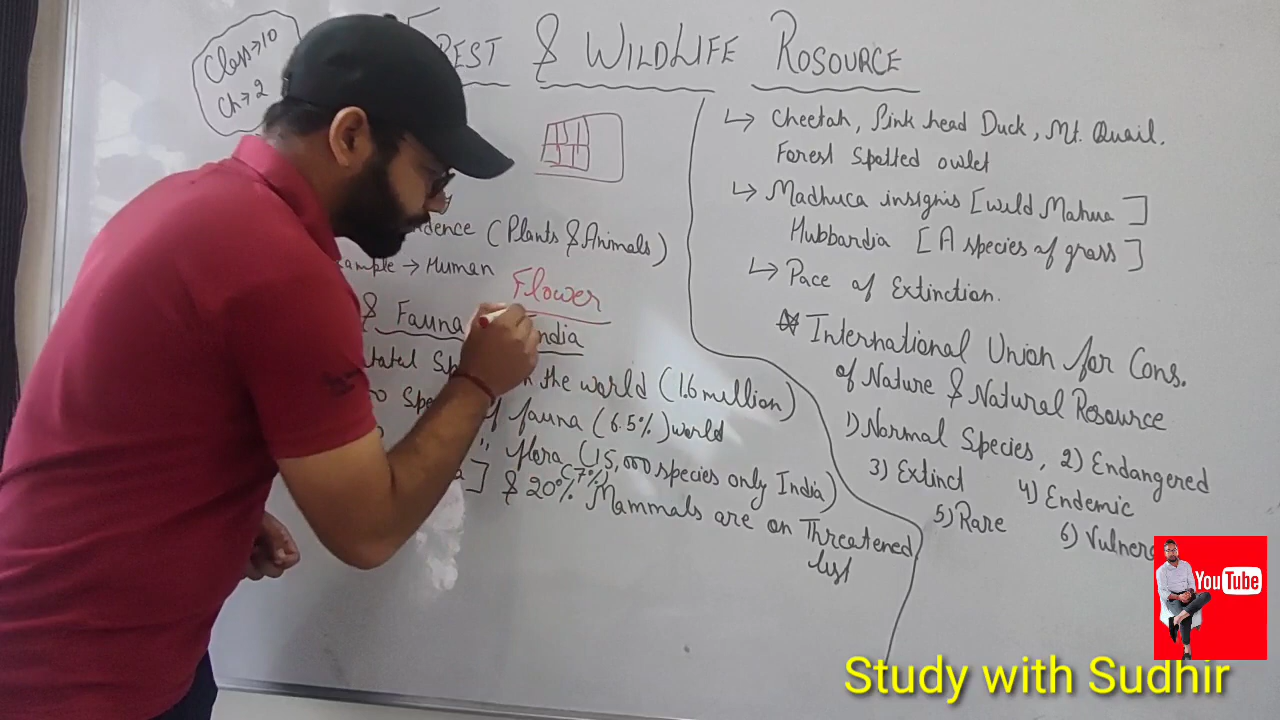 Class → 10
Ch → 2
& WILDLIFE ROSOURCE
(Plants & Animals)
→ Human
Flower
& Fauna
the world (1.6 million)
fauna (6.5%) world
" flora (15,000 species only India)
(7%)
] & 20% Mammals are on Threatened
list
↳ Cheetah, Pink head Duck, Mt. Quail.
Forest Spotted owlet
↳ Madhuca insignis [wild Mahua]
Hubbardia [A species of grass]
↳ Pace of Extinction.
International Union for Cons.
of Nature & Natural Resource
1) Normal Species, 2) Endangered
3) Extinct 4) Endemic
5) Rare 6)
YouTube
Study with Sudhir